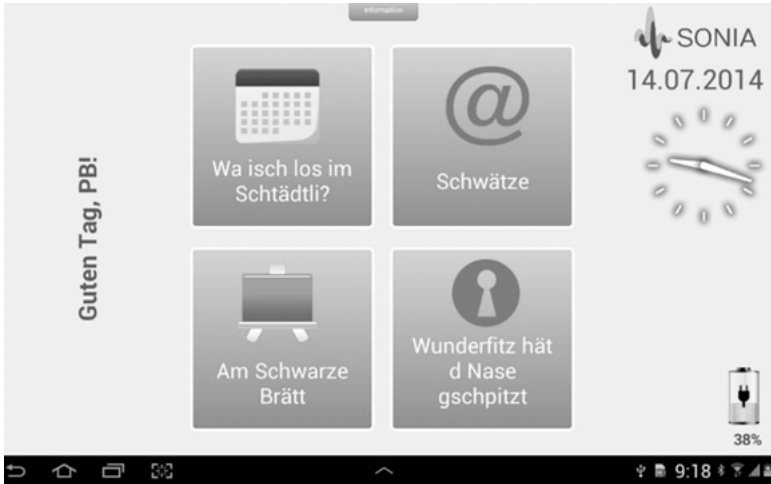 Information
SONIA
14.07.2014
Guten Tag, PB!
Wa isch los im
Schtädtli?
@
Schwätze
Am Schwarze
Brätt
Wunderfitz hät
d Nase
gschpitzt
38%
9:18